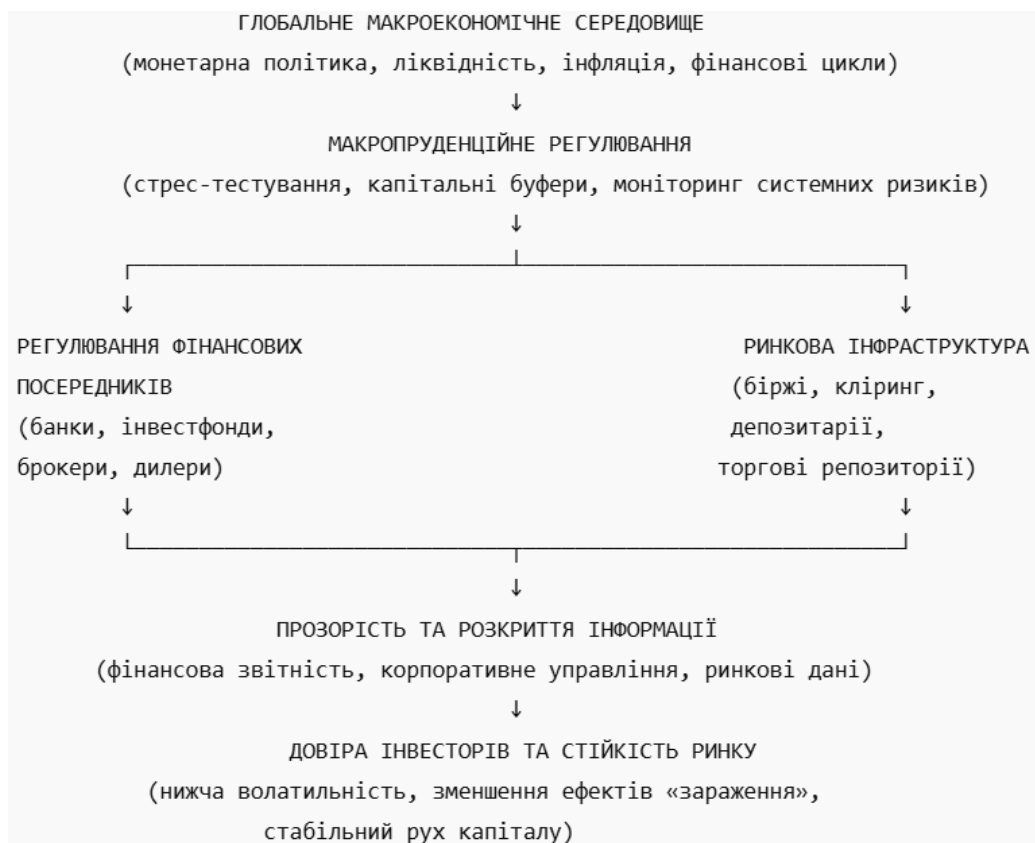 ГЛОБАЛЬНЕ МАКРОЕКОНОМІЧНЕ СЕРЕДОВИЩЕ
(монетарна політика, ліквідність, інфляція, фінансові цикли)
↓
МАКРОПРУДЕНЦІЙНЕ РЕГУЛЮВАННЯ
(стрес-тестування, капітальні буфери, моніторинг системних ризиків)
↓
↓ ↓
РЕГУЛЮВАННЯ ФІНАНСОВИХ
ПОСЕРЕДНИКІВ
(банки, інвестфонди,
брокери, дилери)
РИНКОВА ІНФРАСТРУКТУРА
(біржі, кліринг,
депозитарії,
торгові репозиторії)
↓ ↓
↓
ПРОЗОРІСТЬ ТА РОЗКРИТТЯ ІНФОРМАЦІЇ
(фінансова звітність, корпоративне управління, ринкові дані)
↓
ДОВІРА ІНВЕСТОРІВ ТА СТІЙКІСТЬ РИНКУ
(нижча волатильність, зменшення ефектів «зараження»,
стабільний рух капіталу)